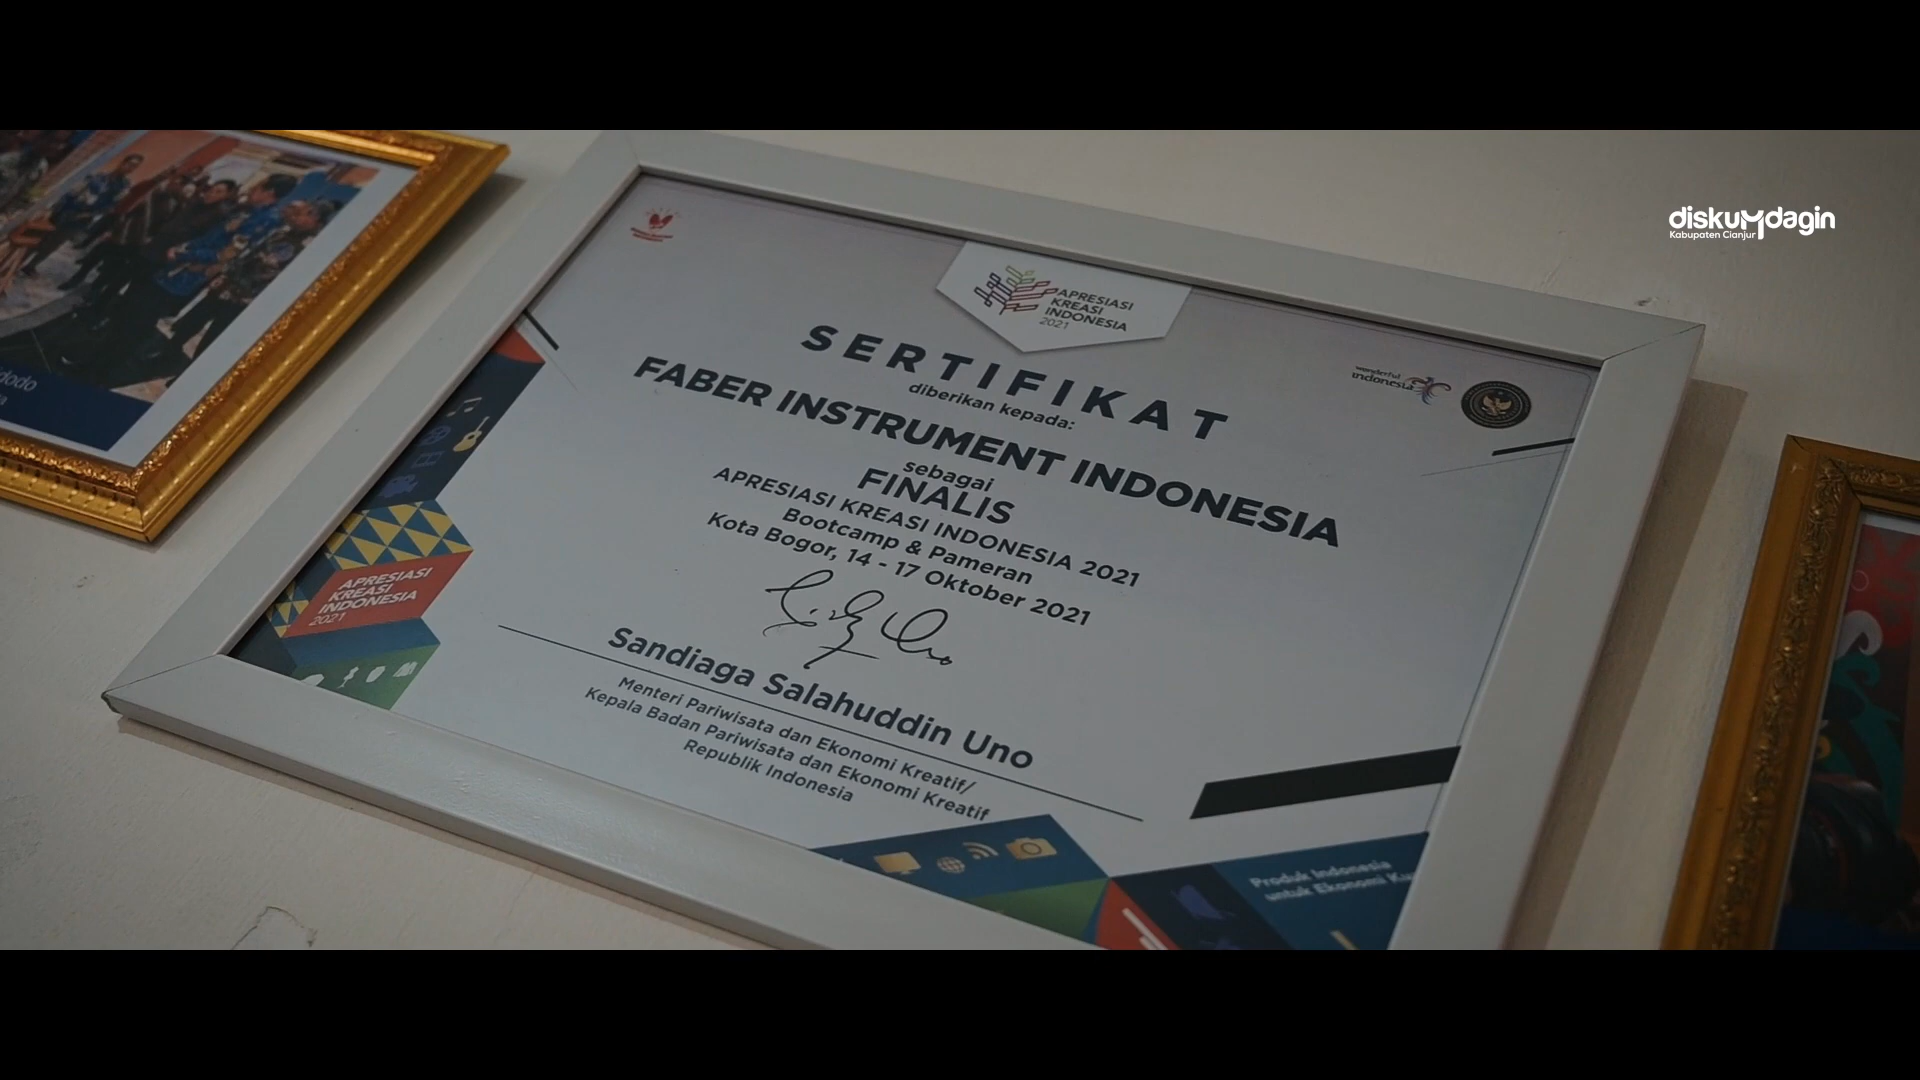 diskumdagin
Kabupaten Cianjur
APRESIASI
KREASI
INDONESIA
2021
wonderful
indonesia
SERTIFIKAT
diberikan kepada:
FABER INSTRUMENT INDONESIA
sebagai
FINALIS
APRESIASI KREASI INDONESIA 2021
Bootcamp & Pameran
Kota Bogor, 14 - 17 Oktober 2021
Sandiaga Salahuddin Uno
Menteri Pariwisata dan Ekonomi Kreatif/
Kepala Badan Pariwisata dan Ekonomi Kreatif
Republik Indonesia
APRESIASI
KREASI
INDONESIA
2021
Produk Indonesia
untuk Ekonomi